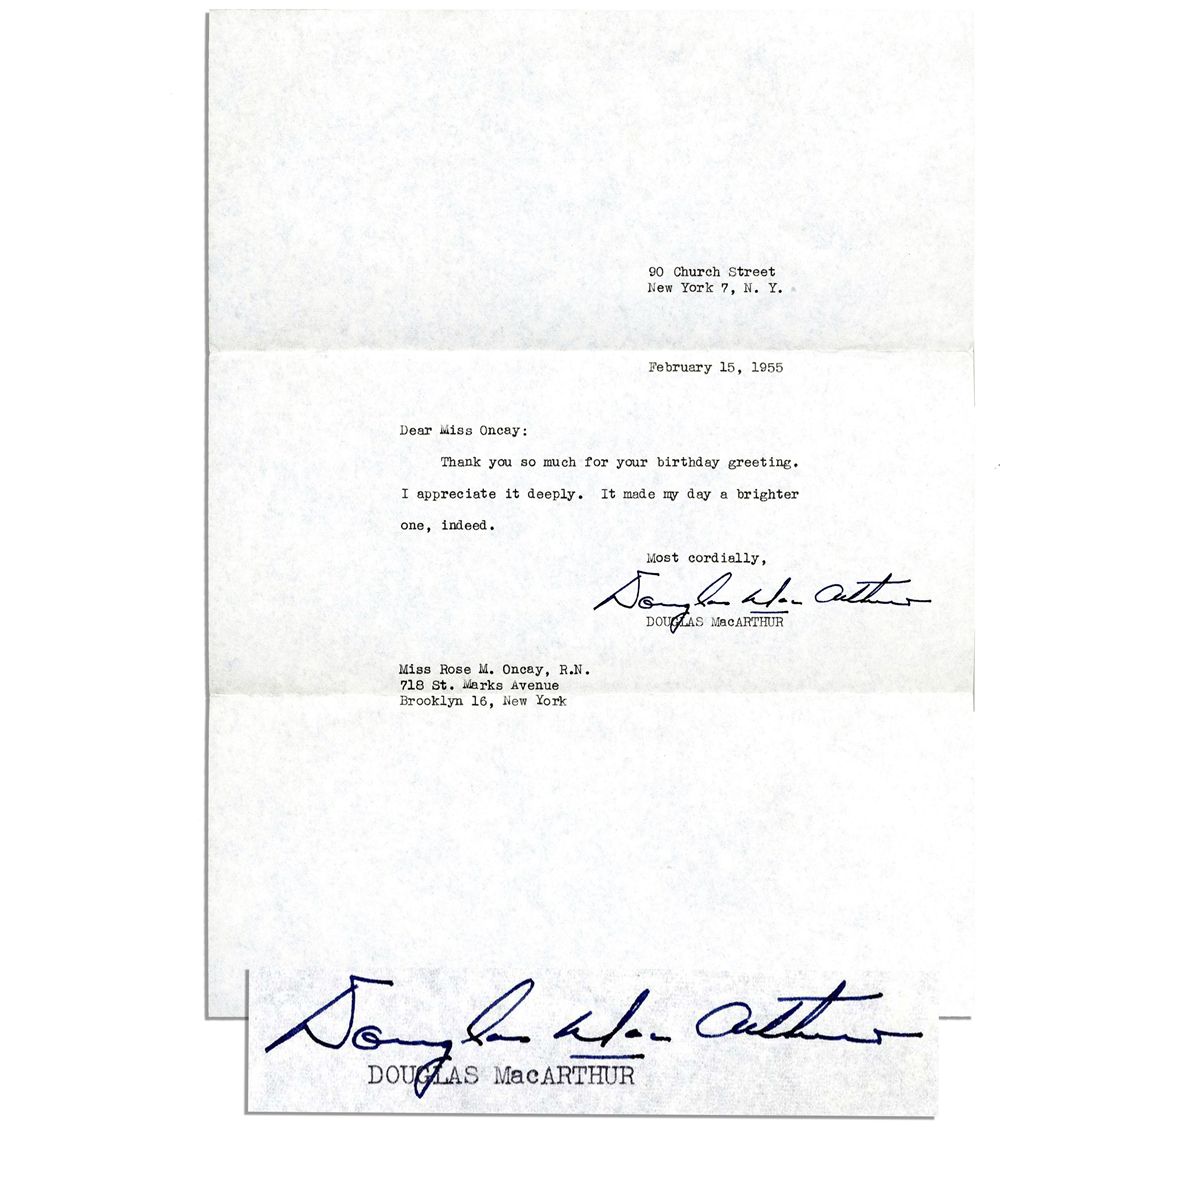 90 Church Street
New York 7, N. Y.
February 15, 1955
Dear Miss Oncay:
Thank you so much for your birthday greeting.
I appreciate it deeply. It made my day a brighter
one, indeed.
Most cordially,
Douglas MacArthur
DOUGLAS MacARTHUR
Miss Rose M. Oncay, R.N.
718 St. Marks Avenue
Brooklyn 16, New York
Douglas MacArthur
DOUGLAS MacARTHUR